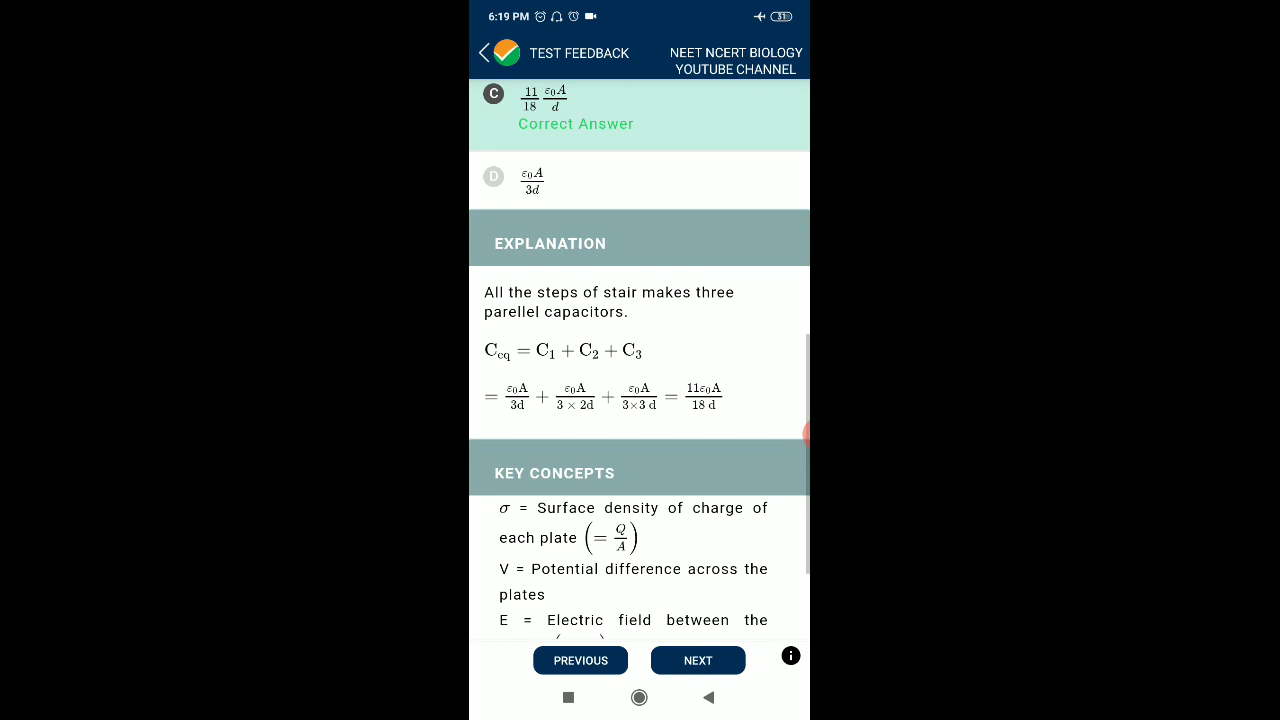 6:19 PM 31
TEST FEEDBACK NEET NCERT BIOLOGY
YOUTUBE CHANNEL
C 11/18 ε₀A/d
Correct Answer
D ε₀A/3d
EXPLANATION
All the steps of stair makes three
parellel capacitors.
C_eq = C₁ + C₂ + C₃
= ε₀A/3d + ε₀A/3 × 2d + ε₀A/3×3 d = 11ε₀A/18 d
KEY CONCEPTS
σ = Surface density of charge of
each plate (= Q/A)
V = Potential difference across the
plates
E = Electric field between the
PREVIOUS NEXT